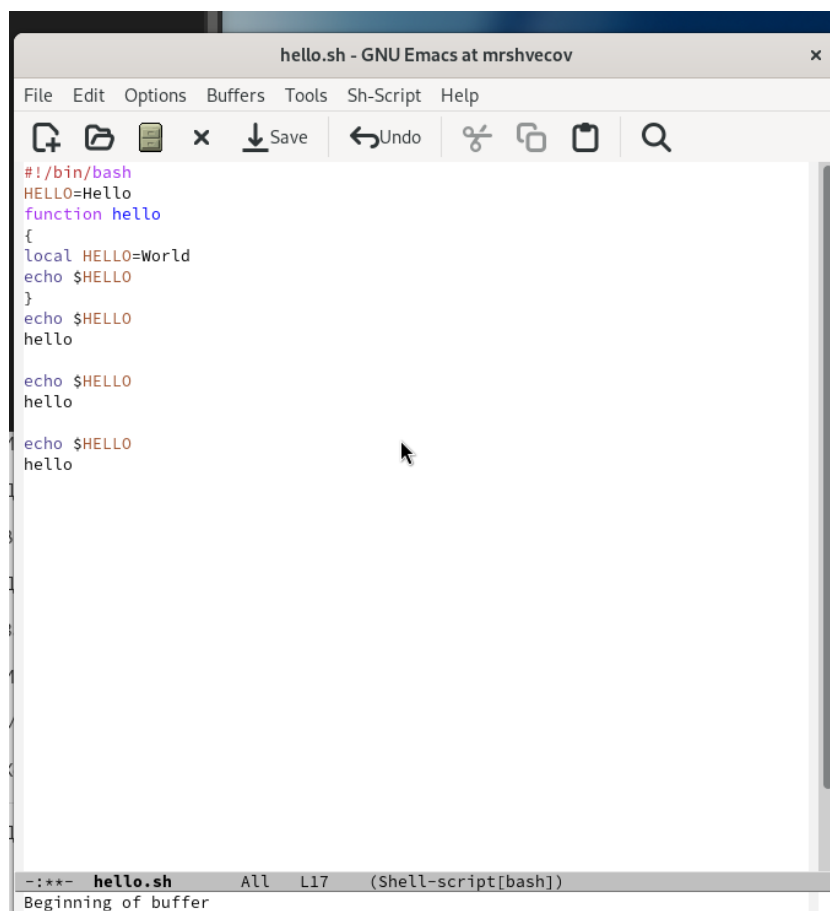 hello.sh - GNU Emacs at mrshvecov
File Edit Options Buffers Tools Sh-Script Help
Save Undo
#!/bin/bash
HELLO=Hello
function hello
{
local HELLO=World
echo $HELLO
}
echo $HELLO
hello
echo $HELLO
hello
echo $HELLO
hello
-:**- hello.sh All L17 (Shell-script[bash])
Beginning of buffer